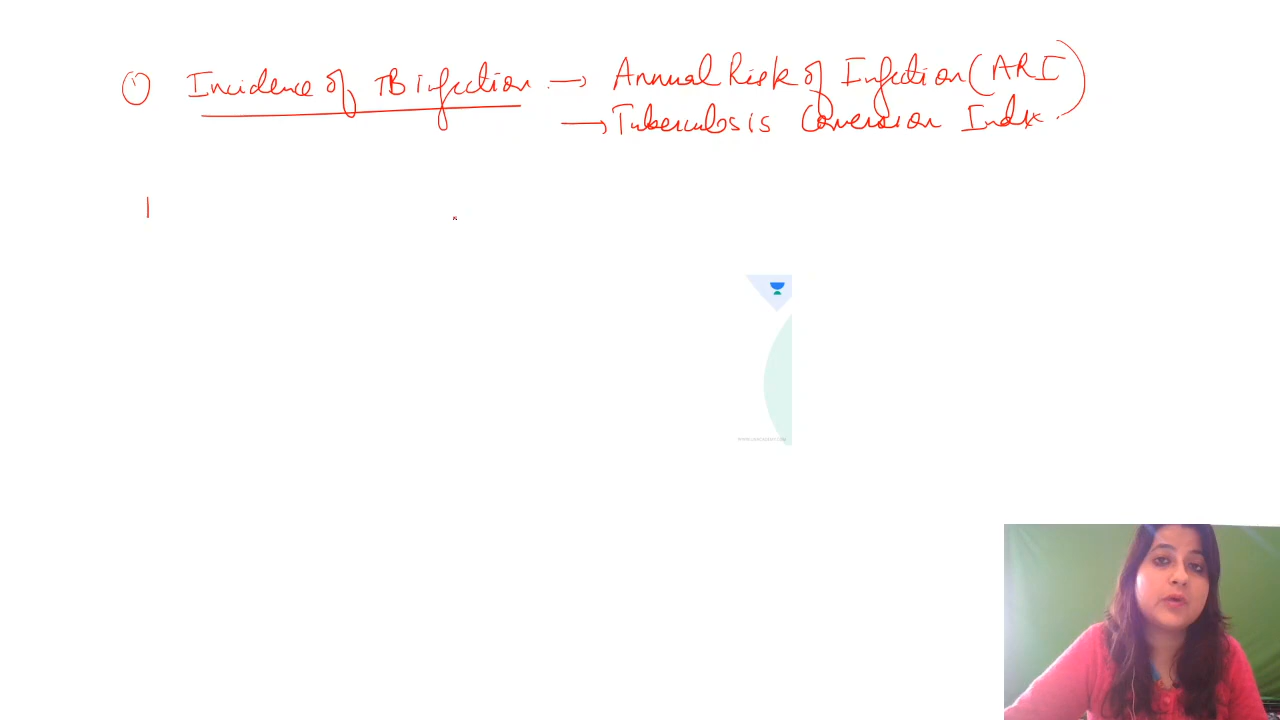 ① Incidence of TB infection → Annual Risk of Infection (ARI)
→ Tuberculosis Conversion Index.